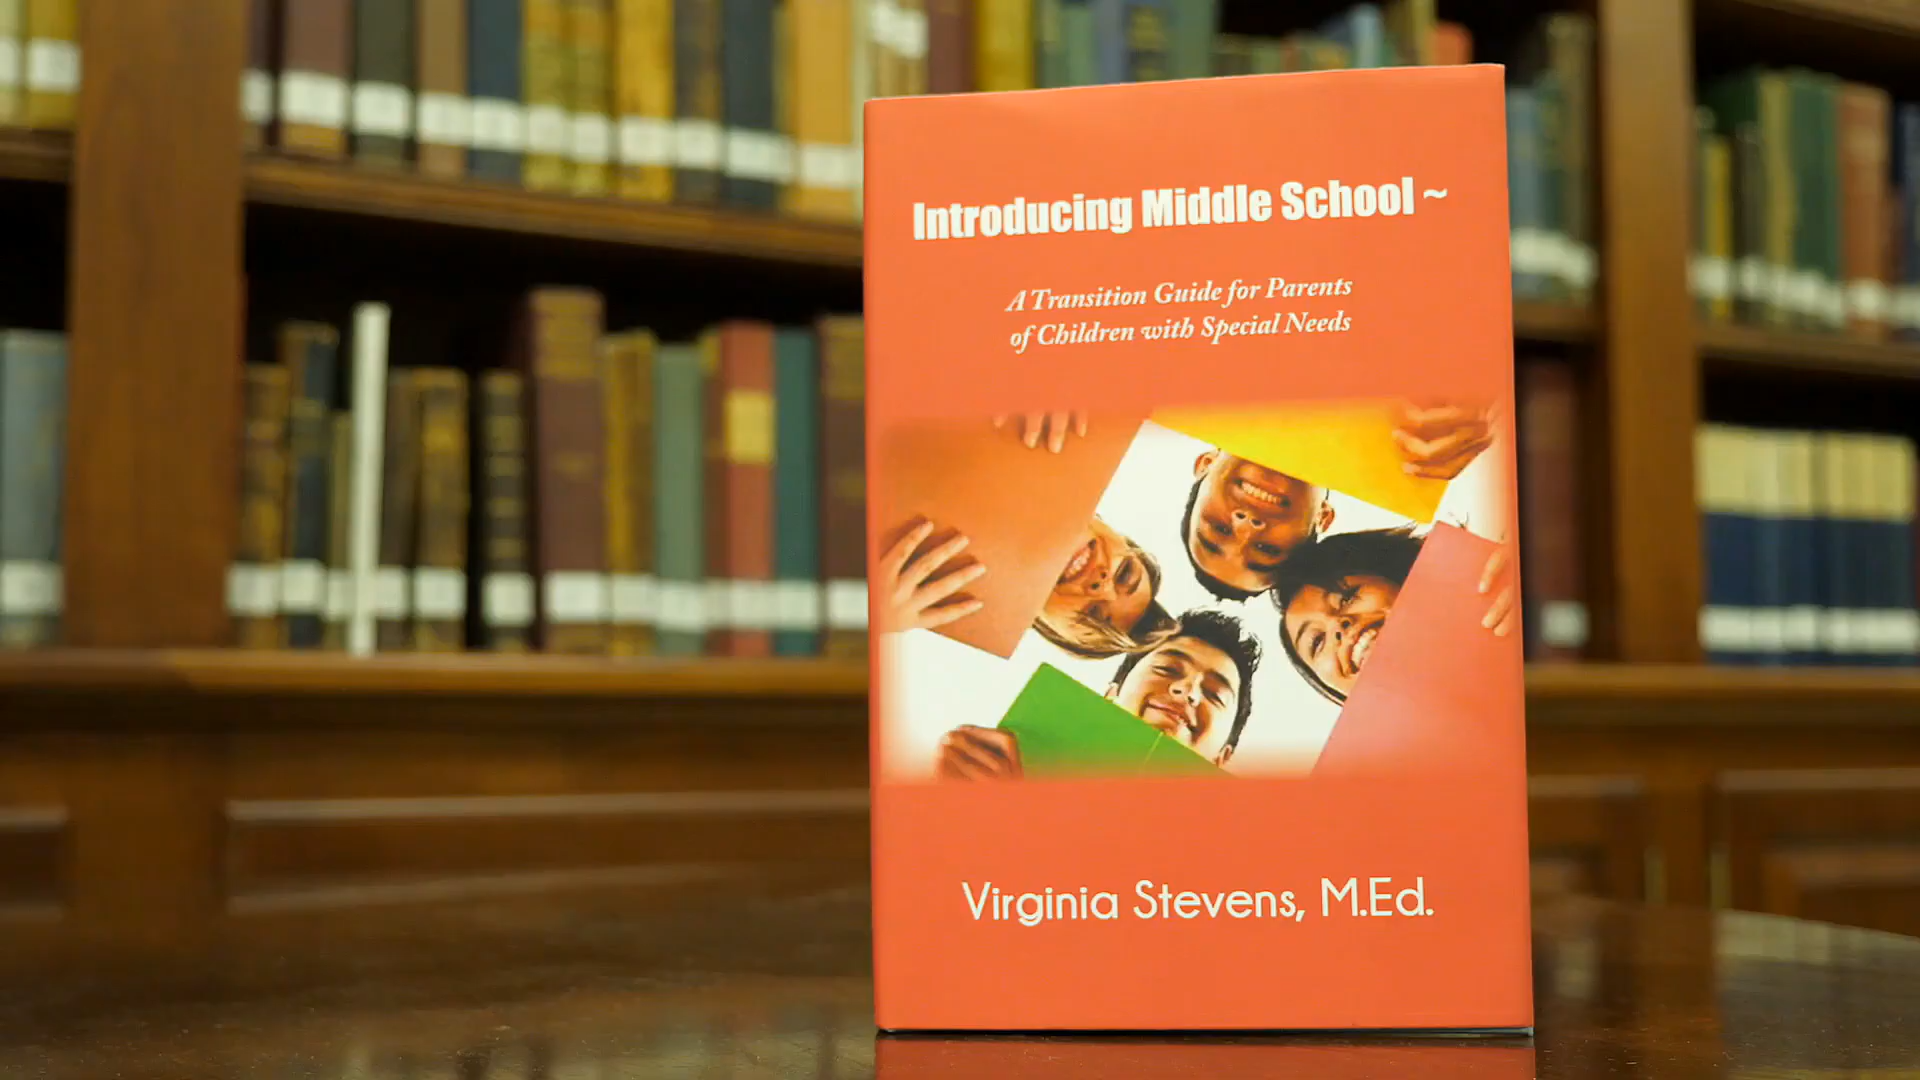 Introducing Middle School ~
A Transition Guide for Parents
of Children with Special Needs
Virginia Stevens, M.Ed.